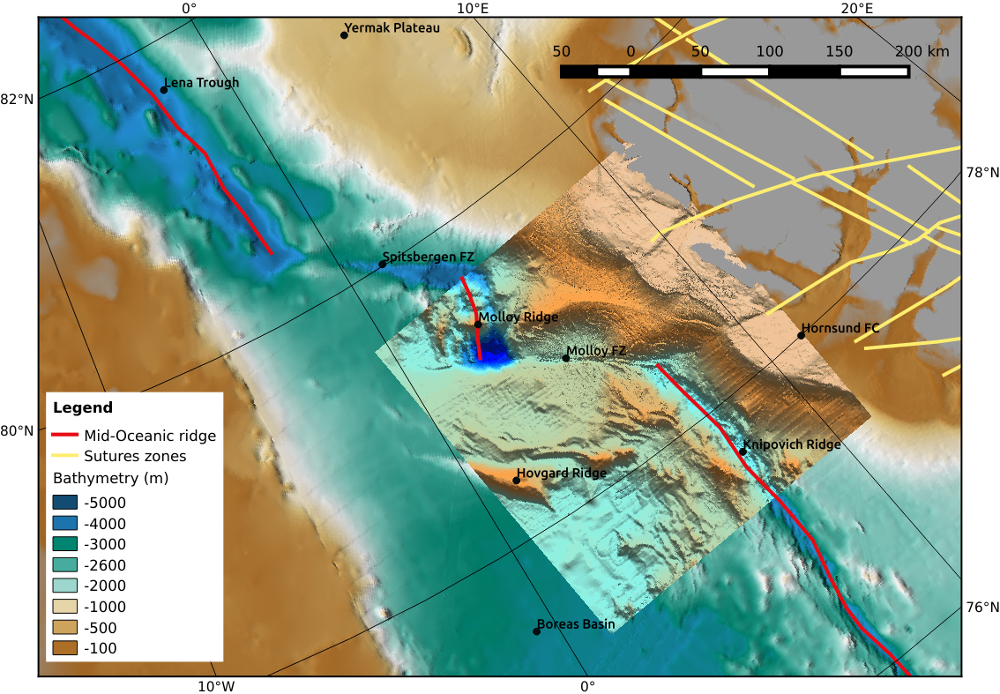 0°
10°E
20°E
Yermak Plateau
50 0 50 100 150 200 km
Lena Trough
82°N
78°N
Spitsbergen FZ
Molloy Ridge
Hornsund FC
Molloy FZ
Legend
Mid-Oceanic ridge
Sutures zones
Bathymetry (m)
-5000
-4000
-3000
-2600
-2000
-1000
-500
-100
80°N
Knipovich Ridge
Hovgard Ridge
Boreas Basin
76°N
10°W
0°